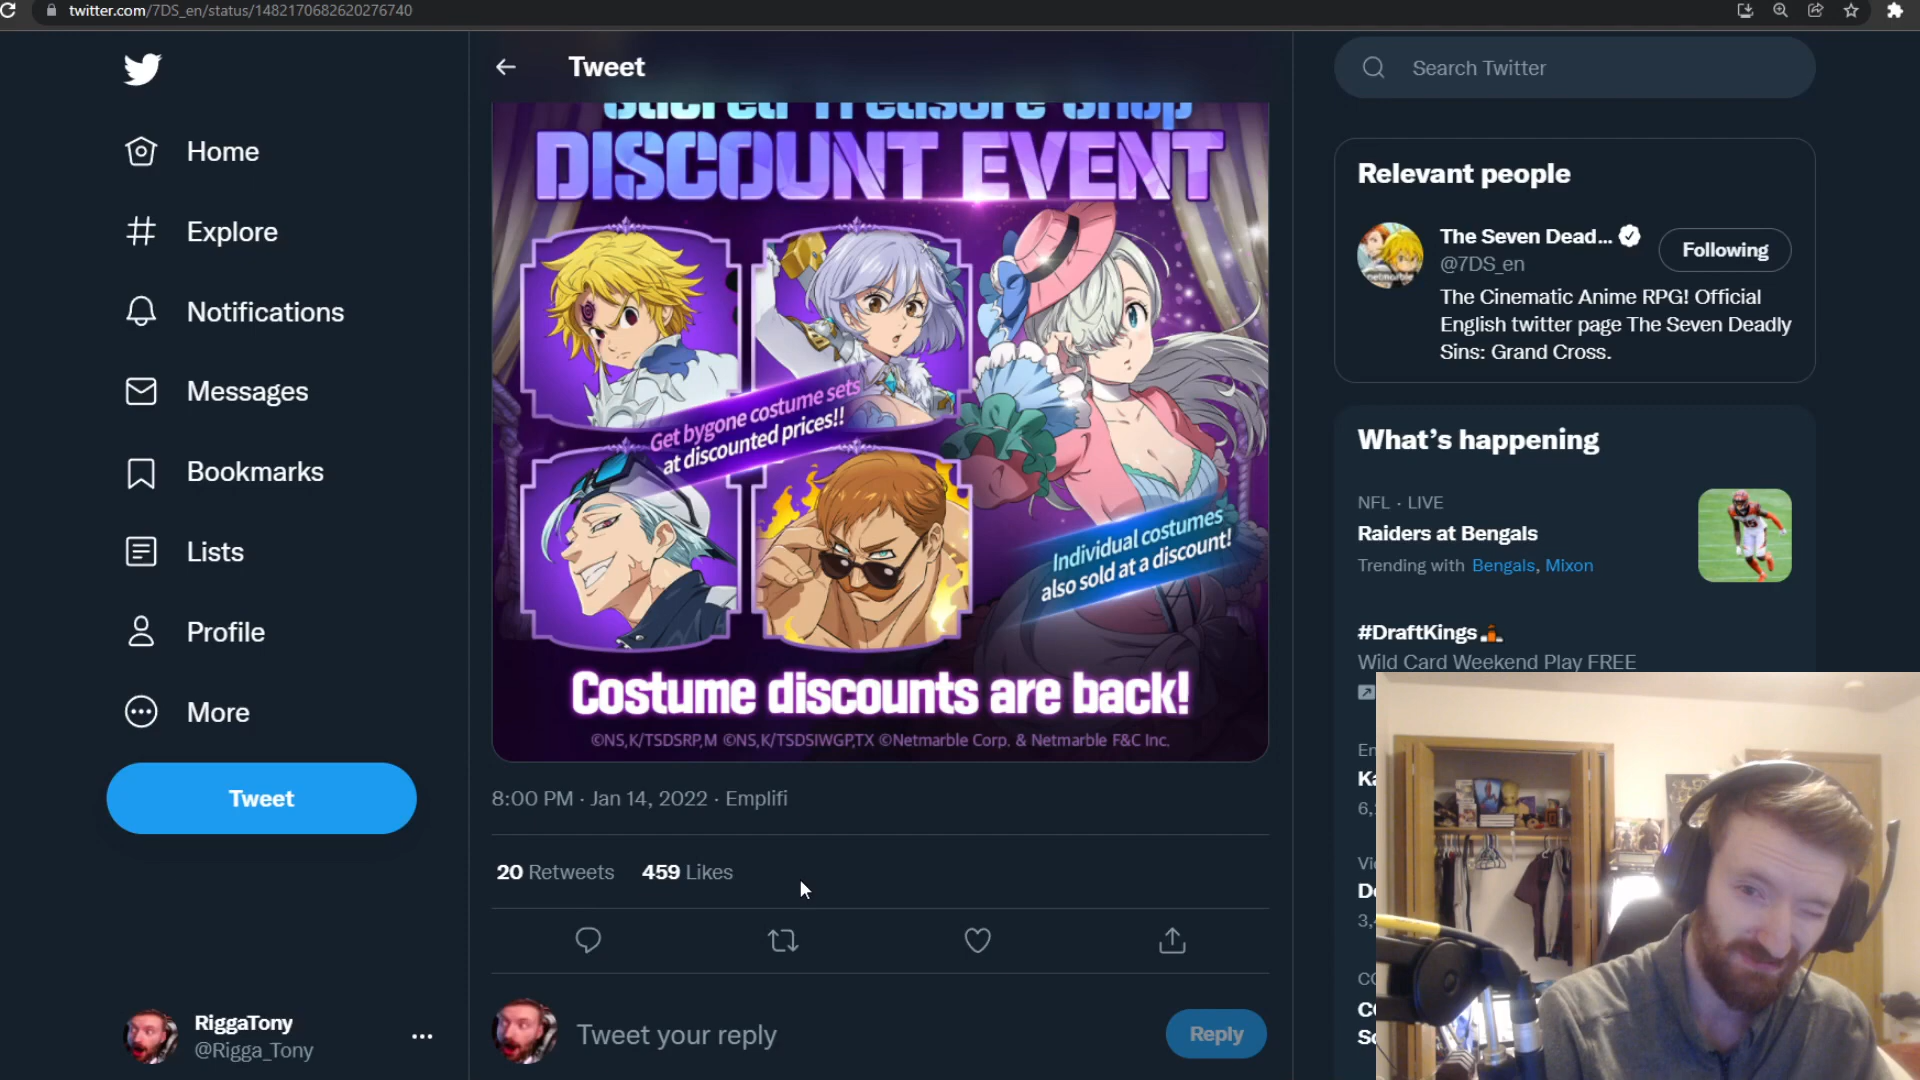 twitter.com/7DS_en/status/1482170682620276740
Tweet
Search Twitter
Home
Explore
Notifications
Messages
Bookmarks
Lists
Profile
More
Tweet
RiggaTony
@Rigga_Tony
Sacred Treasure Shop
DISCOUNT EVENT
Get bygone costume sets
at discounted prices!!
Individual costumes
also sold at a discount!
Costume discounts are back!
©NS,K/TSDSRP,M ©NS,K/TSDSIWGP,TX ©Netmarble Corp. & Netmarble F&C Inc.
8:00 PM · Jan 14, 2022 · Emplifi
20 Retweets 459 Likes
Tweet your reply
Reply
Relevant people
The Seven Dead...
Following
@7DS_en
The Cinematic Anime RPG! Official
English twitter page The Seven Deadly
Sins: Grand Cross.
What's happening
NFL · LIVE
Raiders at Bengals
Trending with Bengals, Mixon
#DraftKings
Wild Card Weekend Play FREE